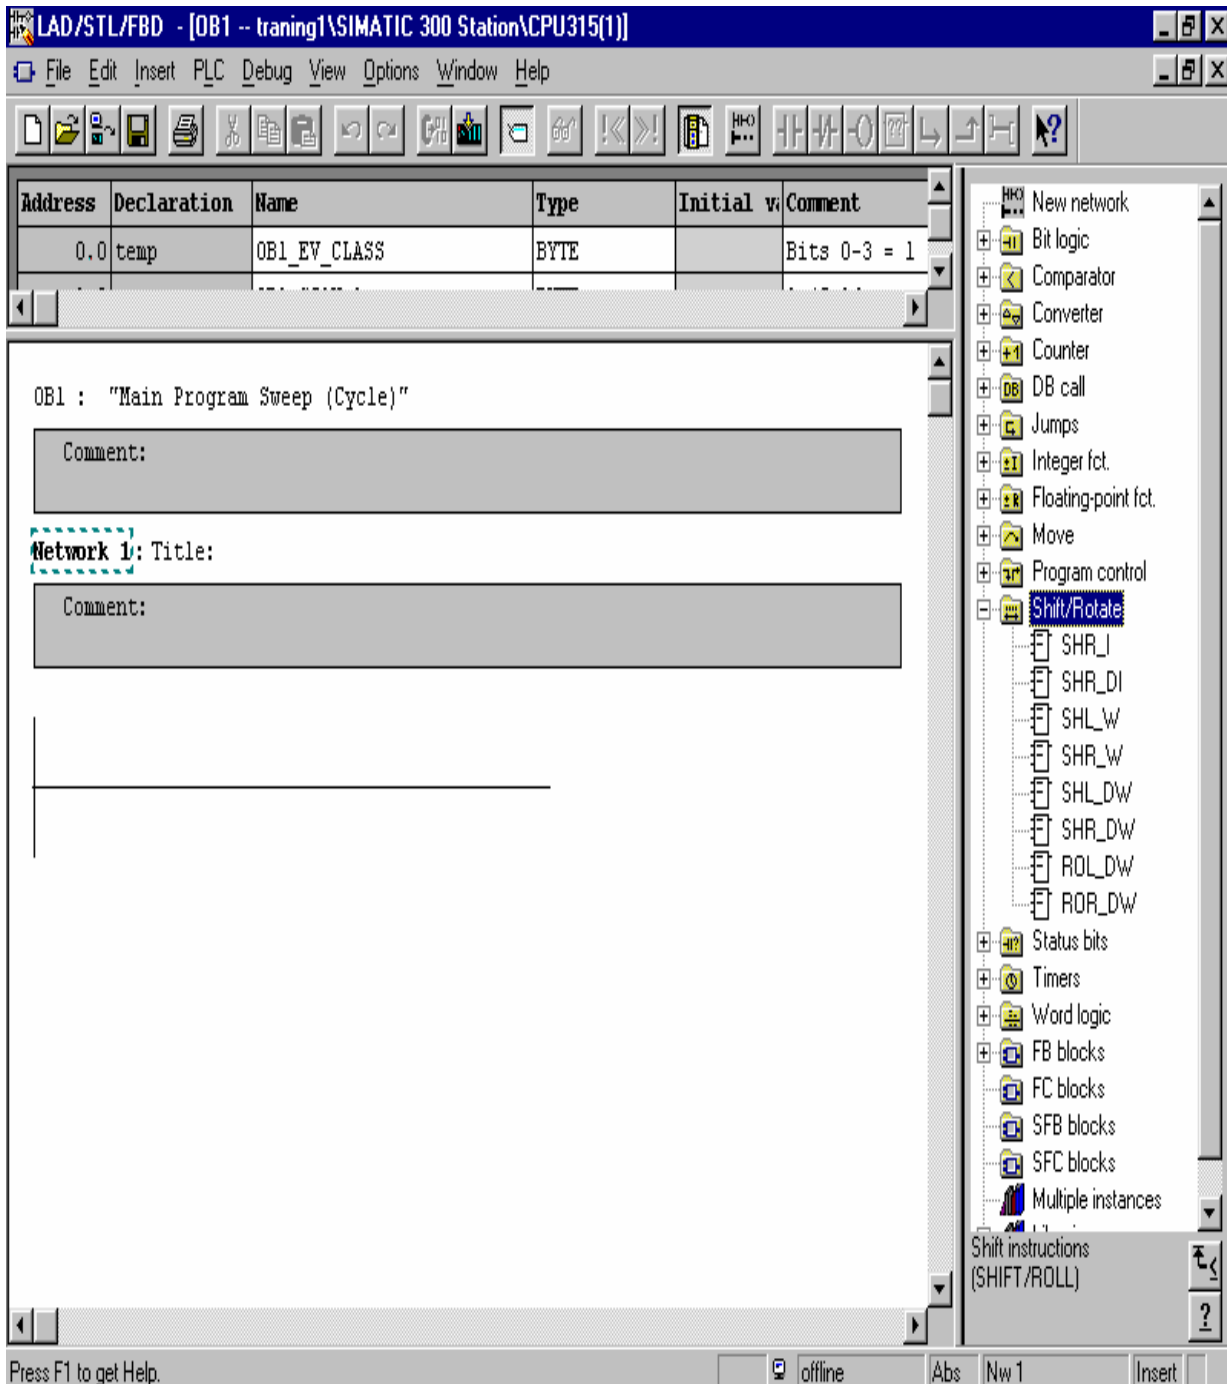 LAD/STL/FBD - [OB1 -- traning1\SIMATIC 300 Station\CPU315(1)]
File Edit Insert PLC Debug View Options Window Help
Address Declaration Name Type Initial va Comment
0.0 temp OB1_EV_CLASS BYTE Bits 0-3 = 1
OB1 : "Main Program Sweep (Cycle)"
Comment:
Network 1: Title:
Comment:
New network
Bit logic
Comparator
Converter
Counter
DB call
Jumps
Integer fct.
Floating-point fct.
Move
Program control
Shift/Rotate
SHR_I
SHR_DI
SHL_W
SHR_W
SHL_DW
SHR_DW
ROL_DW
ROR_DW
Status bits
Timers
Word logic
FB blocks
FC blocks
SFB blocks
SFC blocks
Multiple instances
Shift instructions
(SHIFT/ROLL)
Press F1 to get Help. offline Abs Nw 1 Insert